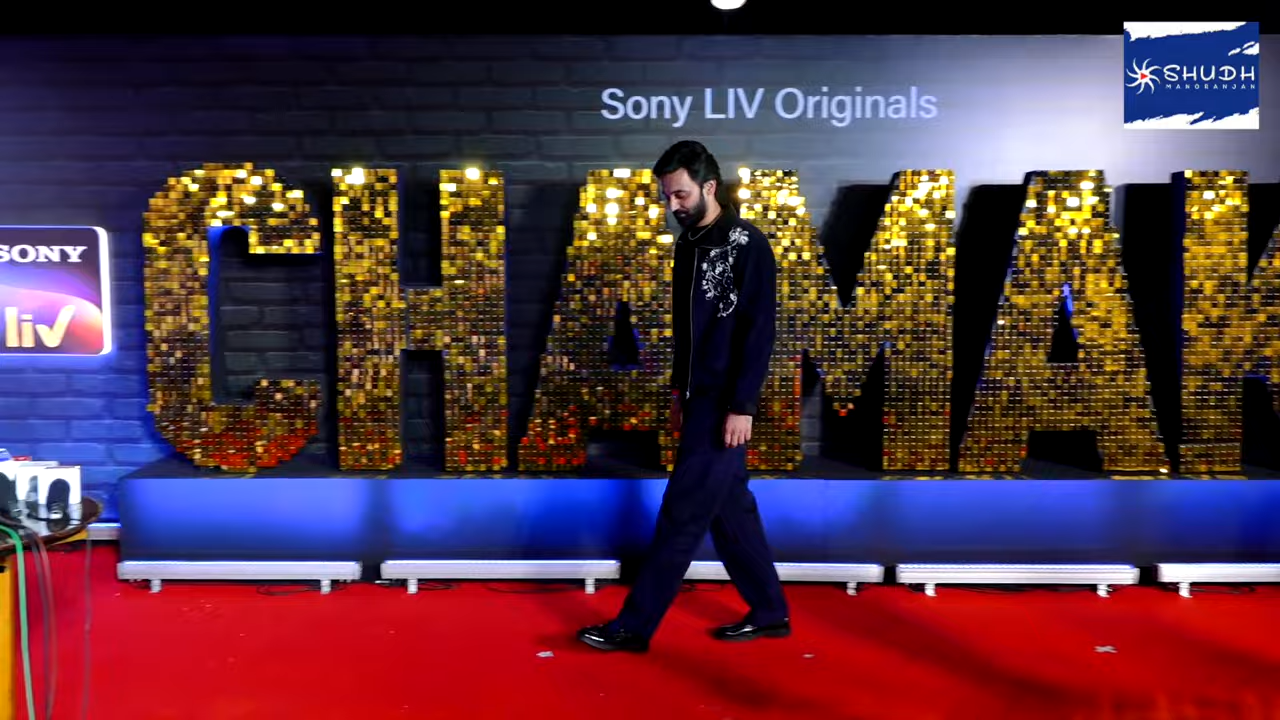 Sony LIV Originals
SHUDH
MANORANJAN
CHAMA
SONY
liv